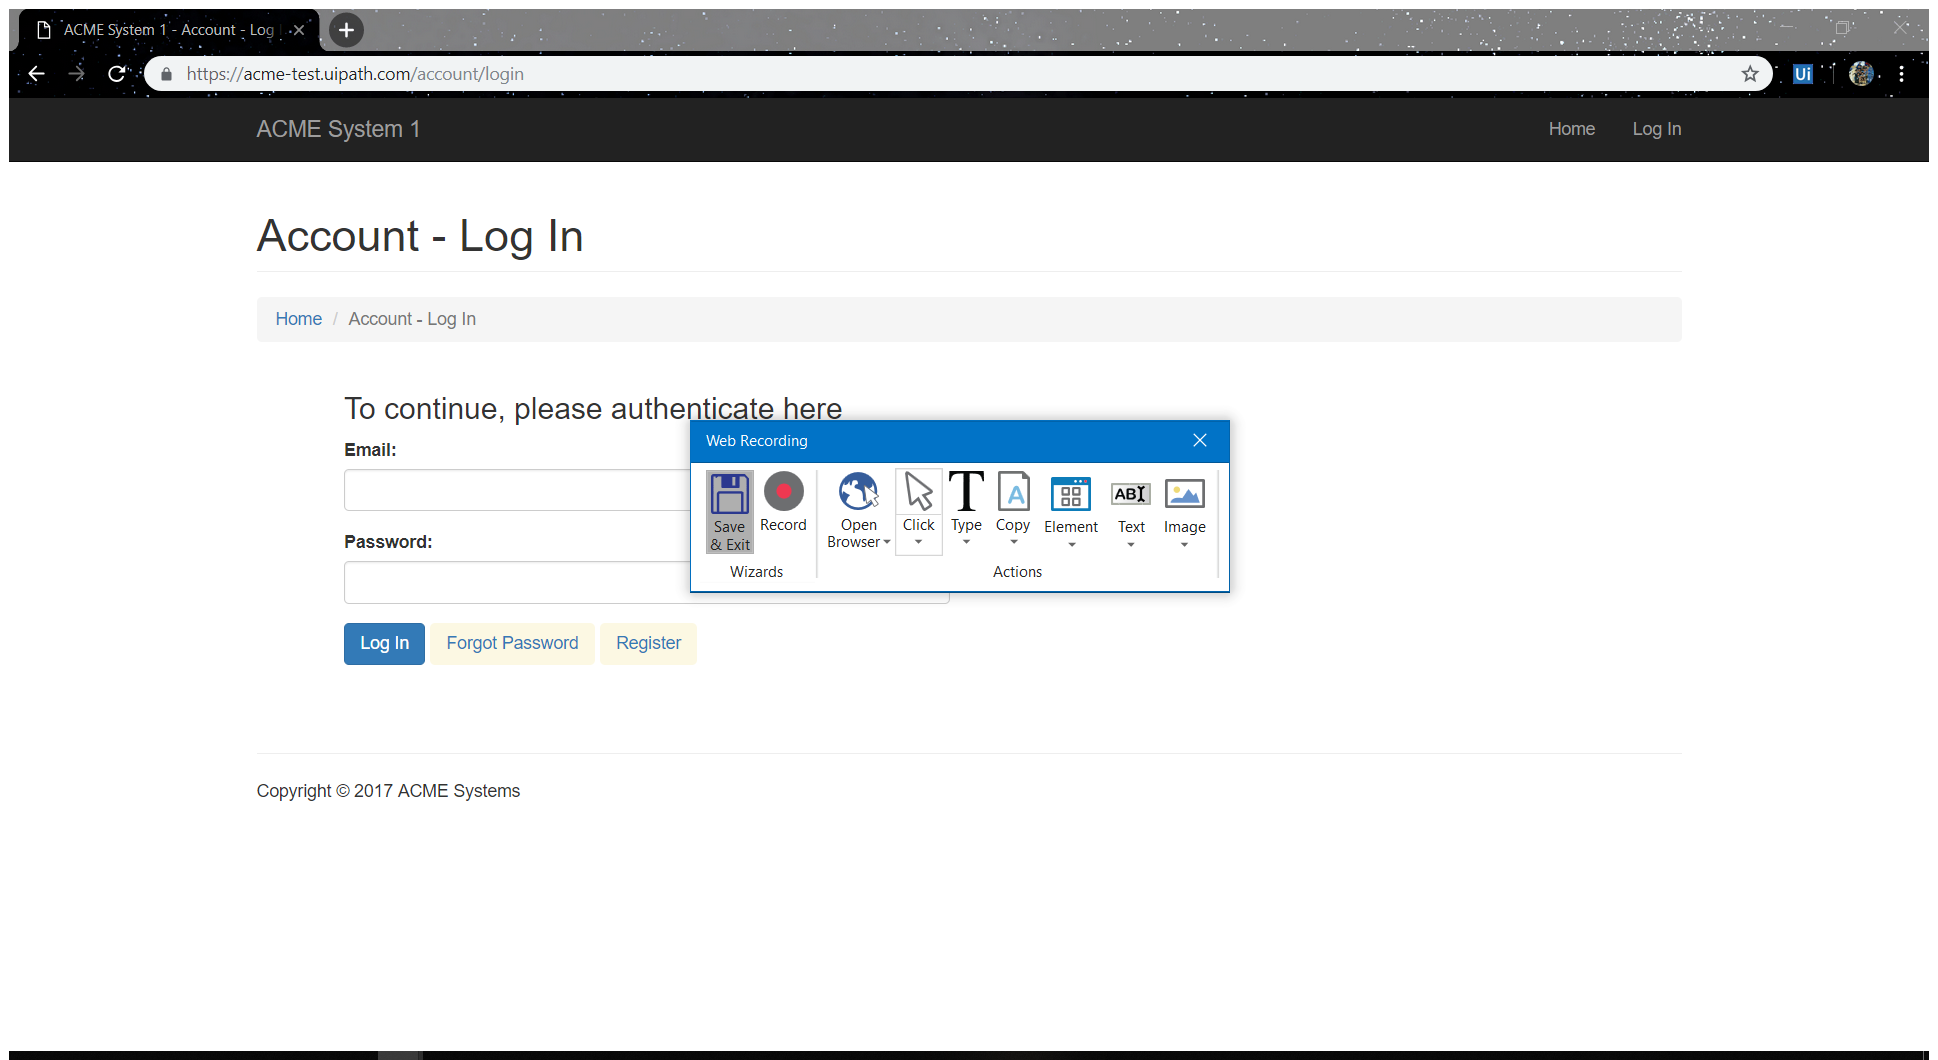 ACME System 1 - Account - Log
https://acme-test.uipath.com/account/login
Ui
ACME System 1
Home
Log In
Account - Log In
Home / Account - Log In
To continue, please authenticate here
Email:
Password:
Log In
Forgot Password
Register
Web Recording
Save
& Exit
Record
Wizards
Open
Browser
Click
Type
A
Copy
Element
AB
Text
Image
Actions
Copyright © 2017 ACME Systems